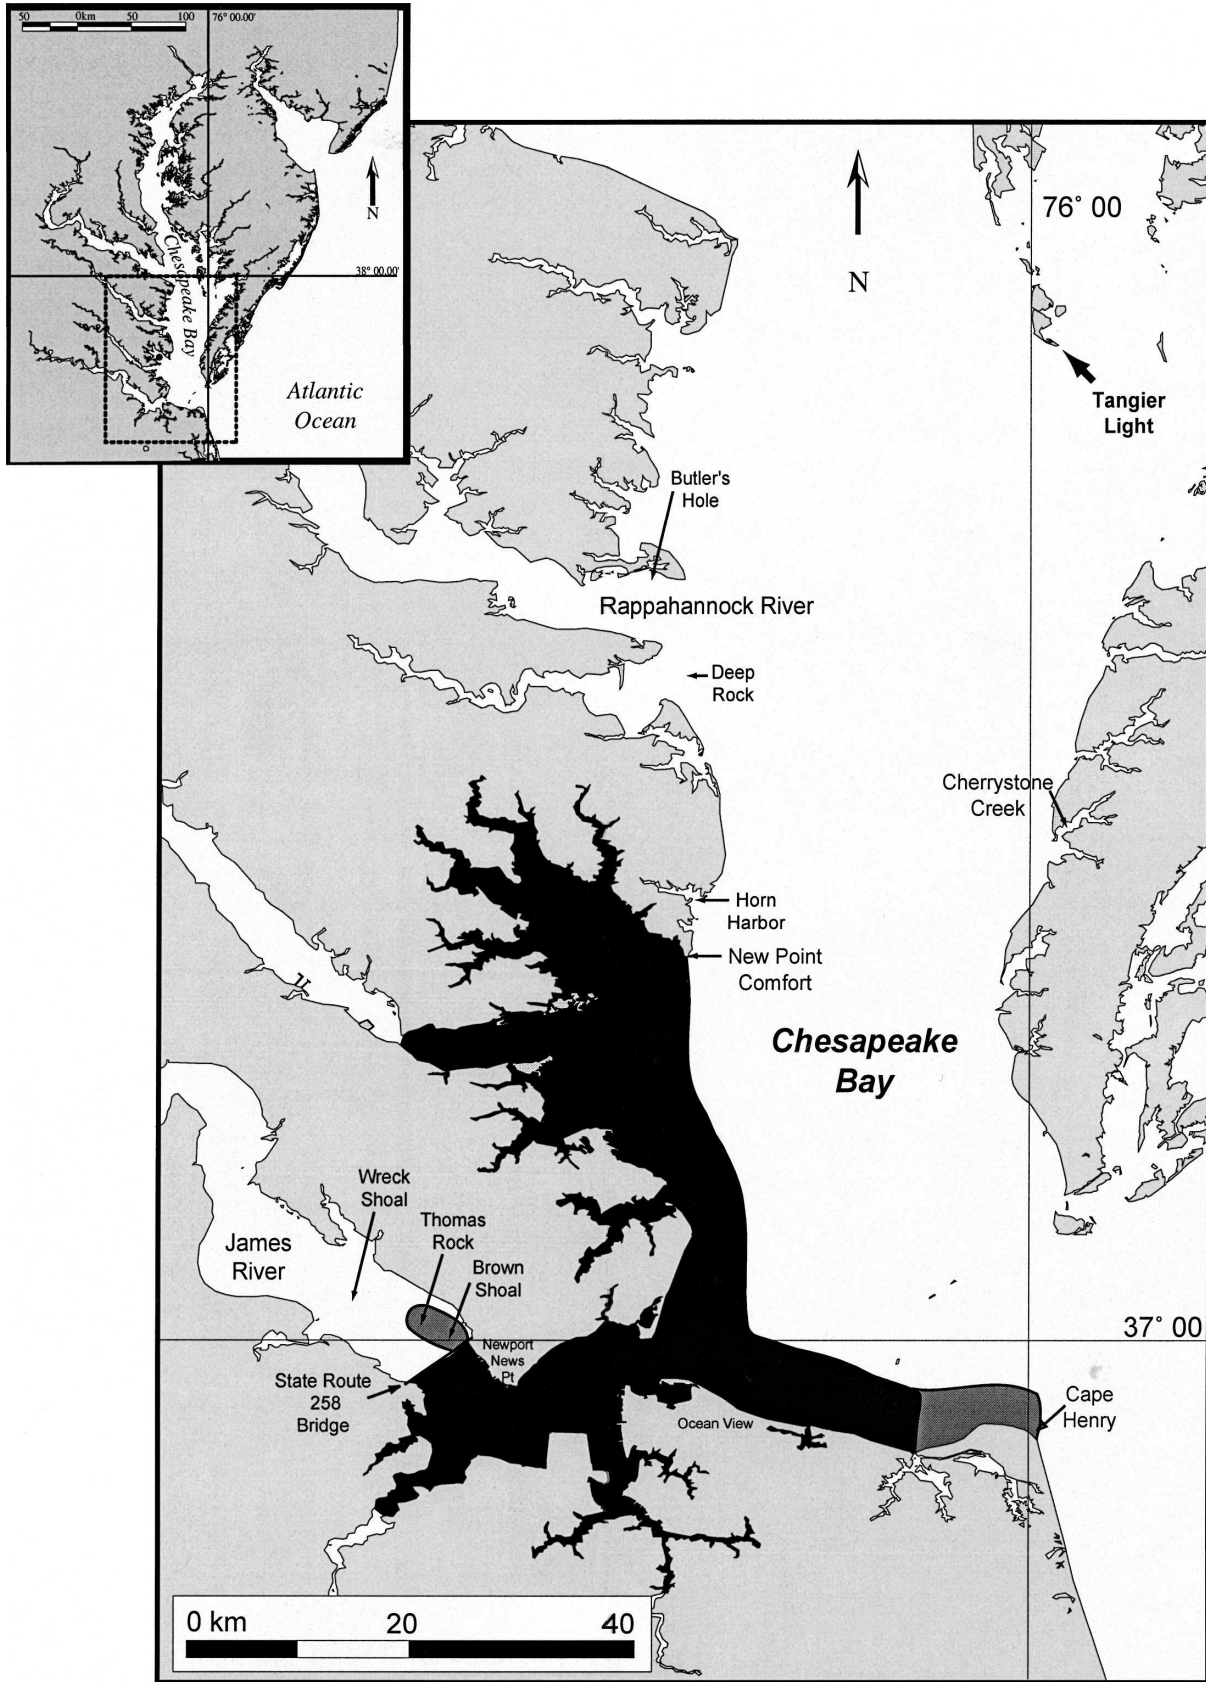 50 0km 50 100
76° 00.00'
N
38° 00.00'
Chesapeake Bay
Atlantic
Ocean
76° 00
N
Tangier
Light
Butler's
Hole
Rappahannock River
Deep
Rock
Cherrystone
Creek
Horn
Harbor
New Point
Comfort
Chesapeake
Bay
Wreck
Shoal
Thomas
Rock
James
River
Brown
Shoal
37° 00
Newport
News
Pt
State Route
258
Bridge
Ocean View
Cape
Henry
0 km 20 40